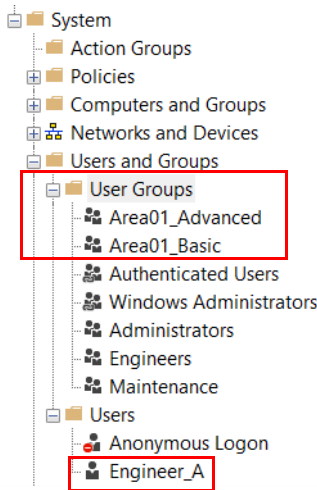 System
Action Groups
Policies
Computers and Groups
Networks and Devices
Users and Groups
User Groups
Area01_Advanced
Area01_Basic
Authenticated Users
Windows Administrators
Administrators
Engineers
Maintenance
Users
Anonymous Logon
Engineer_A